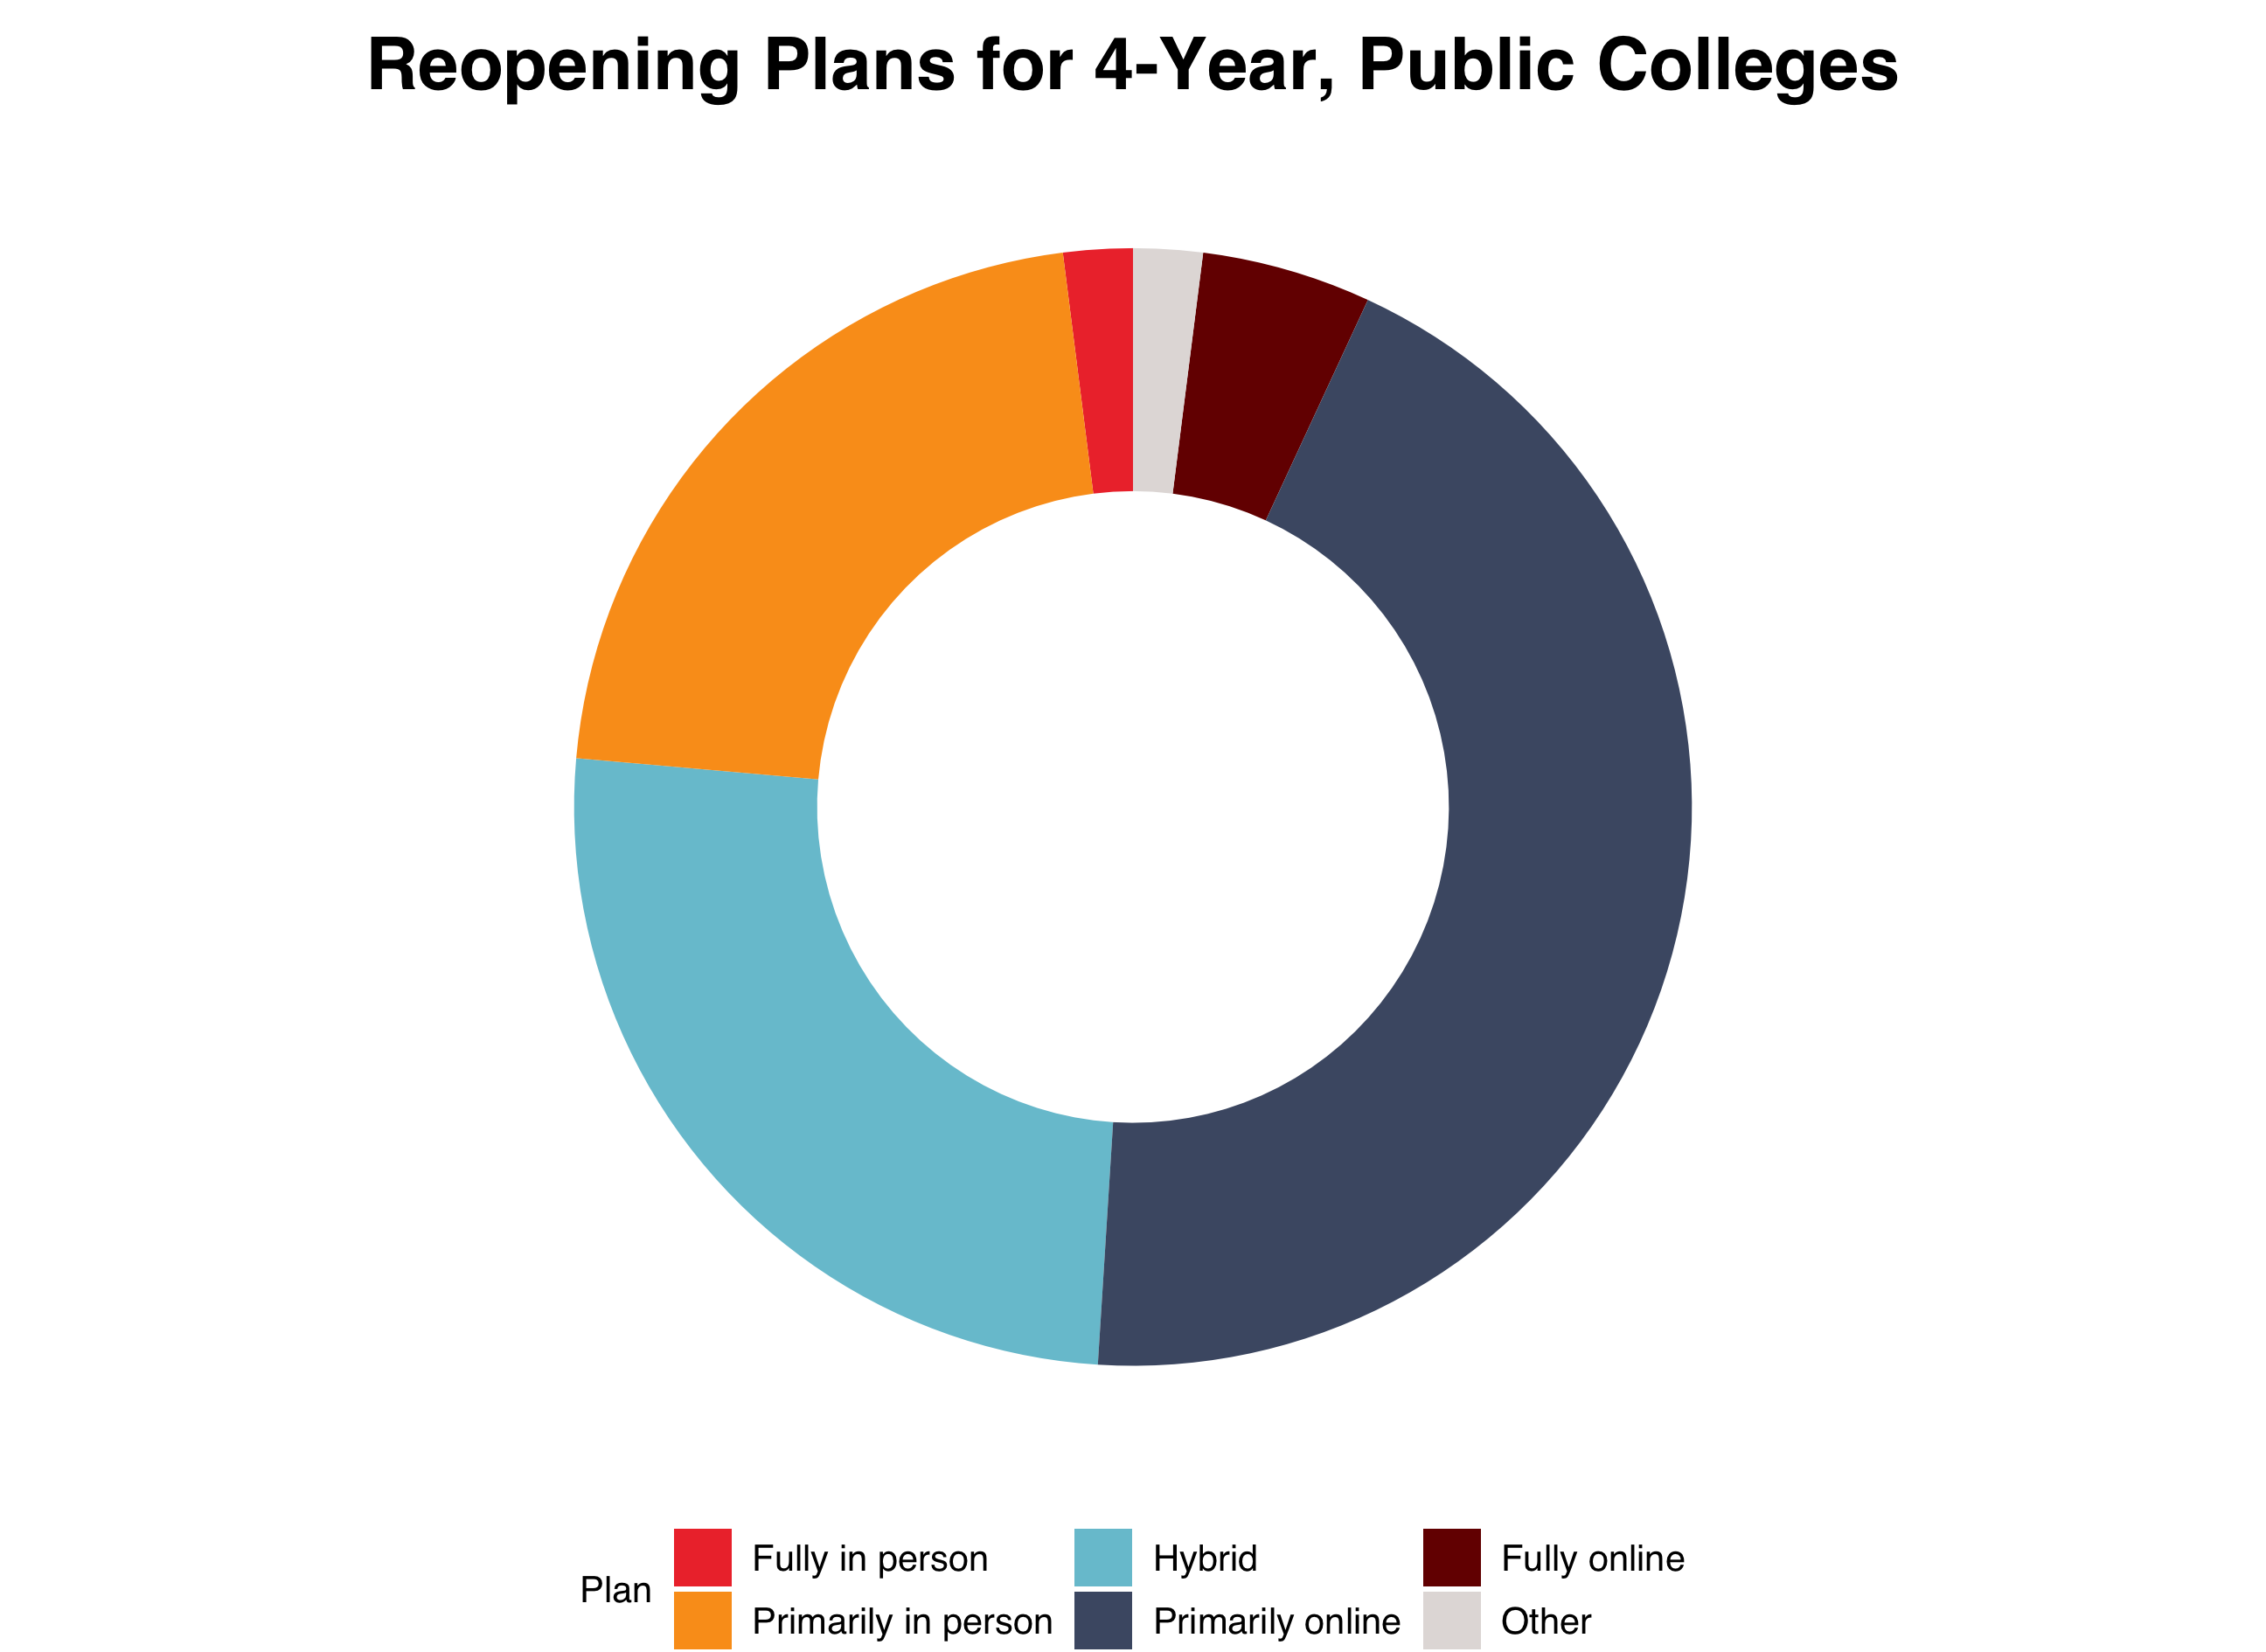 Reopening Plans for 4-Year, Public Colleges
Plan
Fully in person
Primarily in person
Hybrid
Primarily online
Fully online
Other